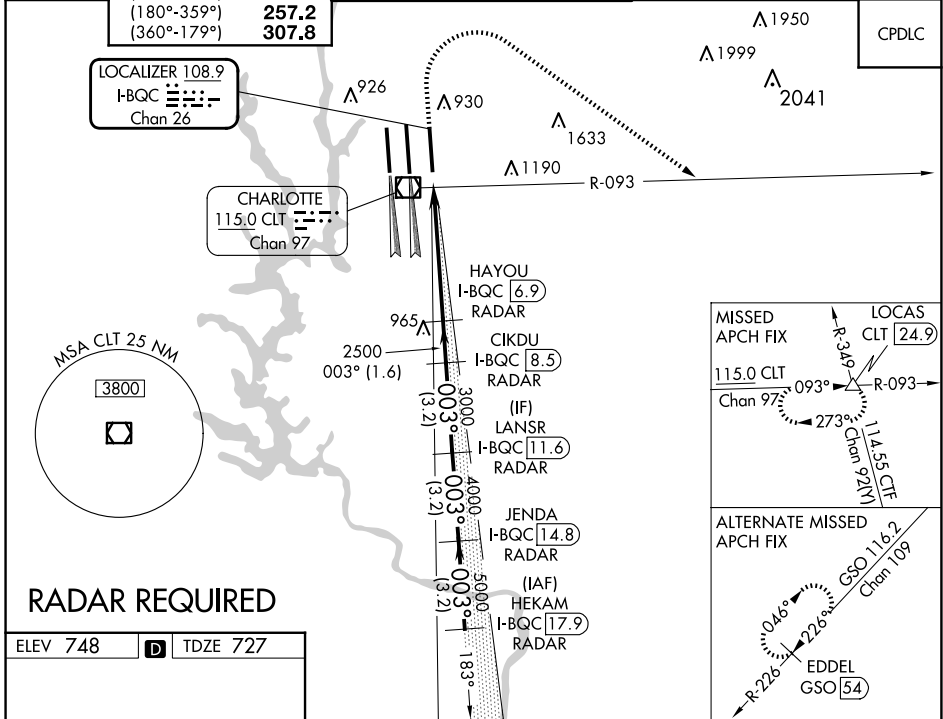 (180°-359°) 257.2
(360°-179°) 307.8
CPDLC
LOCALIZER 108.9
I-BQC
Chan 26
926
930
1633
1190
1950
1999
2041
CHARLOTTE
115.0 CLT
Chan 97
R-093
HAYOU
I-BQC 6.9
RADAR
965
CIKDU
I-BQC 8.5
RADAR
2500
003° (1.6)
MSA CLT 25 NM
3800
(IF)
LANSR
I-BQC 11.6
RADAR
3000
003°
(3.2)
JENDA
I-BQC 14.8
RADAR
4000
003°
(3.2)
(IAF)
HEKAM
I-BQC 17.9
RADAR
5000
003°
(3.2)
183°
MISSED
APCH FIX
LOCAS
CLT 24.9
R-349
115.0 CLT
Chan 97
093°
R-093
273°
114.55 CTF
Chan 92(Y)
ALTERNATE MISSED
APCH FIX
GSO 116.2
Chan 109
046°
226°
R-226
EDDEL
GSO 54
RADAR REQUIRED
ELEV 748 D TDZE 727